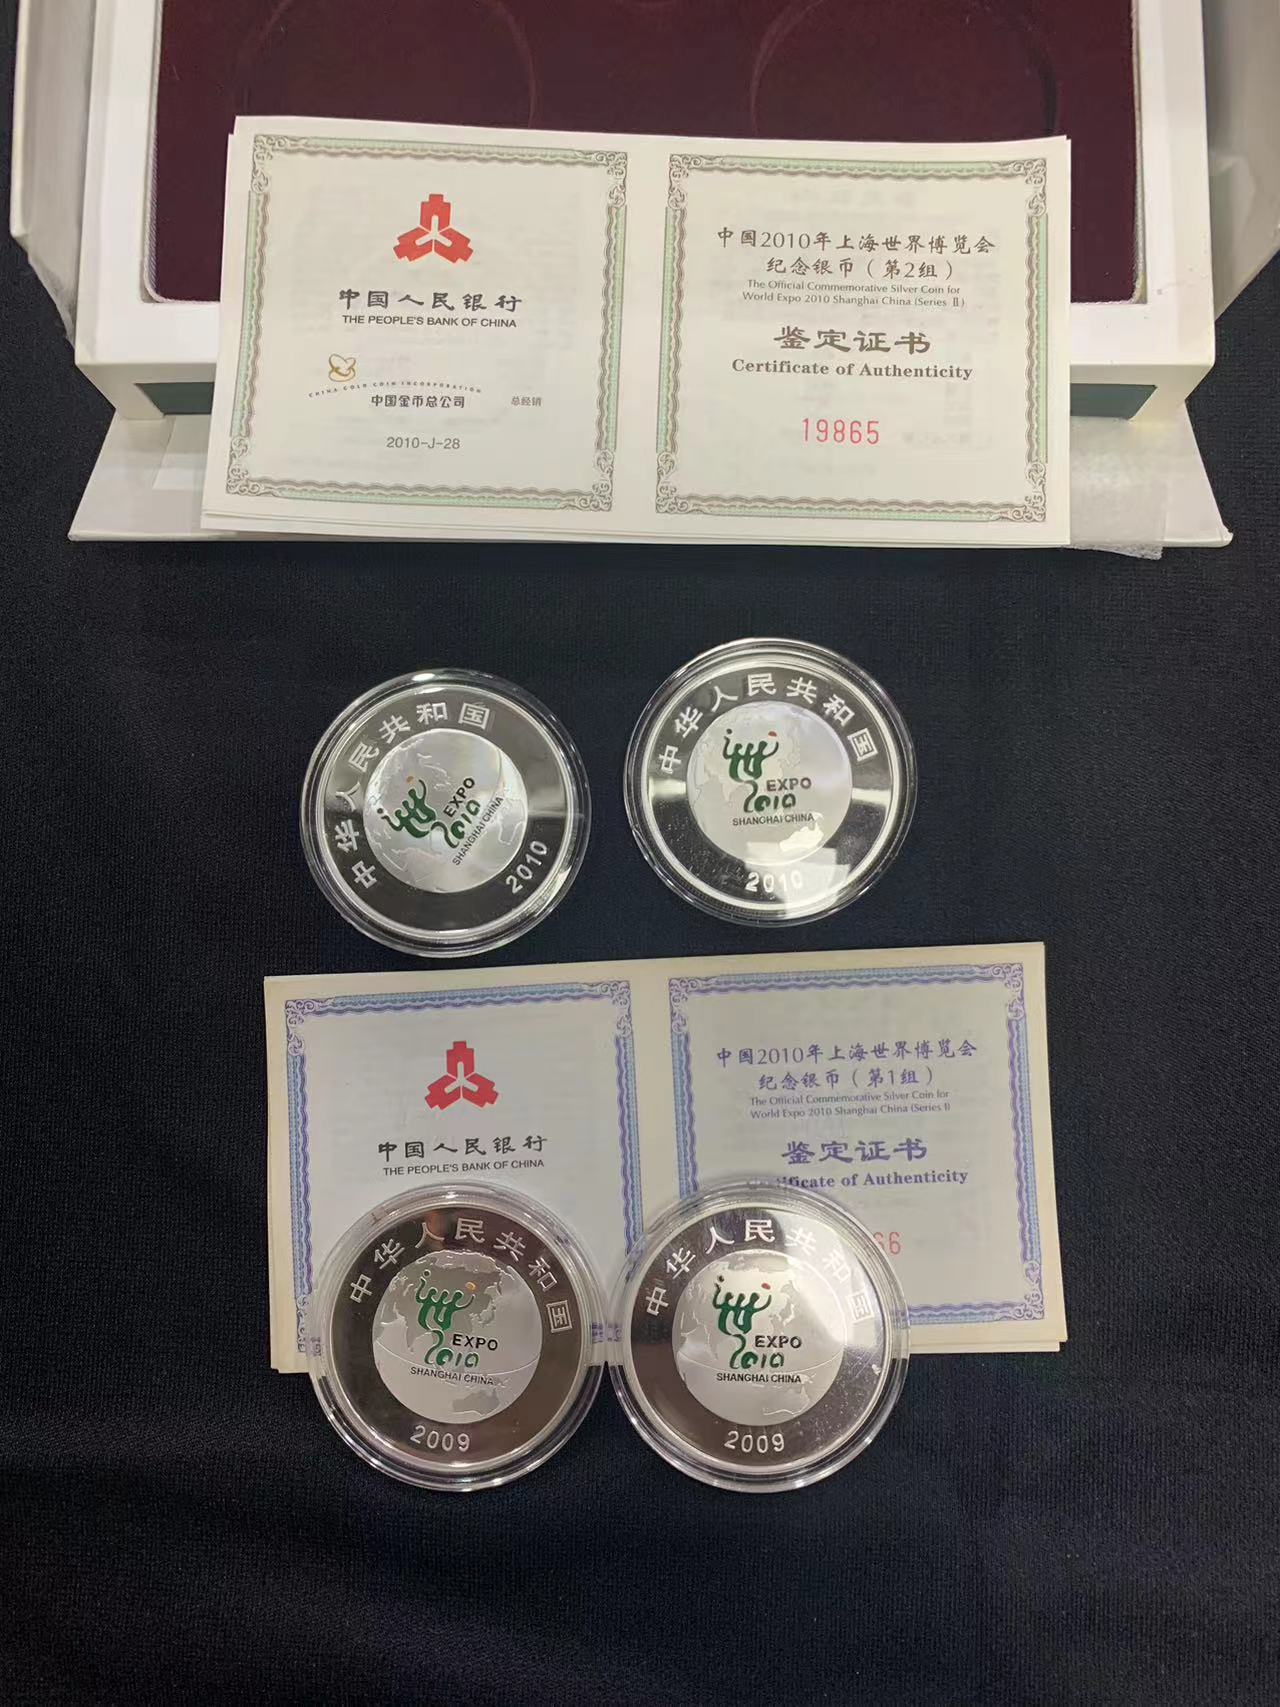 中国人民银行
THE PEOPLE'S BANK OF CHINA
CHINA GOLD COIN INCORPORATION
中国金币总公司 总经销
2010-J-28
中国2010年上海世界博览会
纪念银币（第2组）
The Official Commemorative Silver Coin for
World Expo 2010 Shanghai China (Series Ⅱ)
鉴定证书
Certificate of Authenticity
19865
中华人民共和国
EXPO
2010
SHANGHAI CHINA
2010
中华人民共和国
EXPO
2010
SHANGHAI CHINA
2010
中国人民银行
THE PEOPLE'S BANK OF CHINA
中国2010年上海世界博览会
纪念银币（第1组）
The Official Commemorative Silver Coin for
World Expo 2010 Shanghai China (Series I)
鉴定证书
of Authenticity
66
中华人民共和国
EXPO
2010
SHANGHAI CHINA
2009
中华人民共和国
EXPO
2010
SHANGHAI CHINA
2009